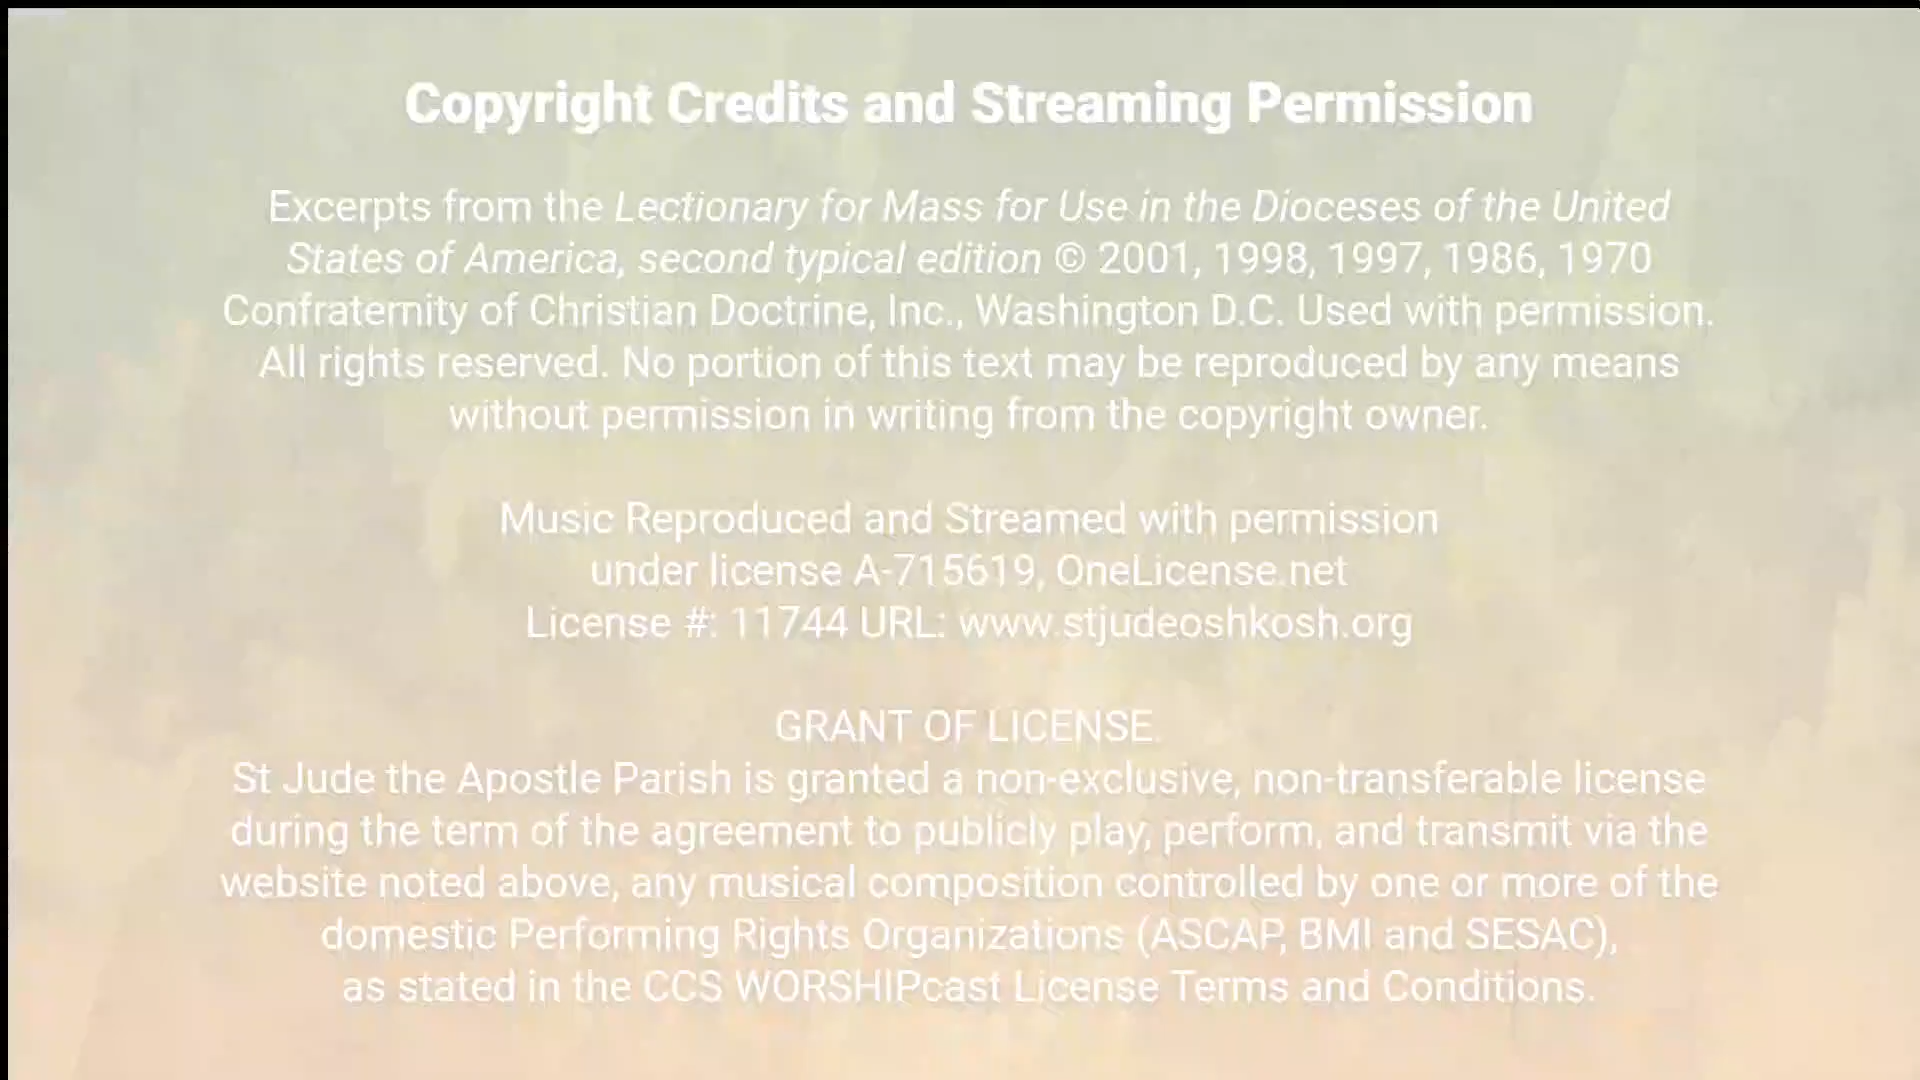 Copyright Credits and Streaming Permission
Excerpts from the Lectionary for Mass for Use in the Dioceses of the United
States of America, second typical edition © 2001, 1998, 1997, 1986, 1970
Confraternity of Christian Doctrine, Inc., Washington D.C. Used with permission.
All rights reserved. No portion of this text may be reproduced by any means
without permission in writing from the copyright owner.
Music Reproduced and Streamed with permission
under license A-715619, OneLicense.net
License #: 11744 URL: www.stjudeoshkosh.org
GRANT OF LICENSE.
St Jude the Apostle Parish is granted a non-exclusive, non-transferable license
during the term of the agreement to publicly play, perform, and transmit via the
website noted above, any musical composition controlled by one or more of the
domestic Performing Rights Organizations (ASCAP, BMI and SESAC),
as stated in the CCS WORSHIPcast License Terms and Conditions.